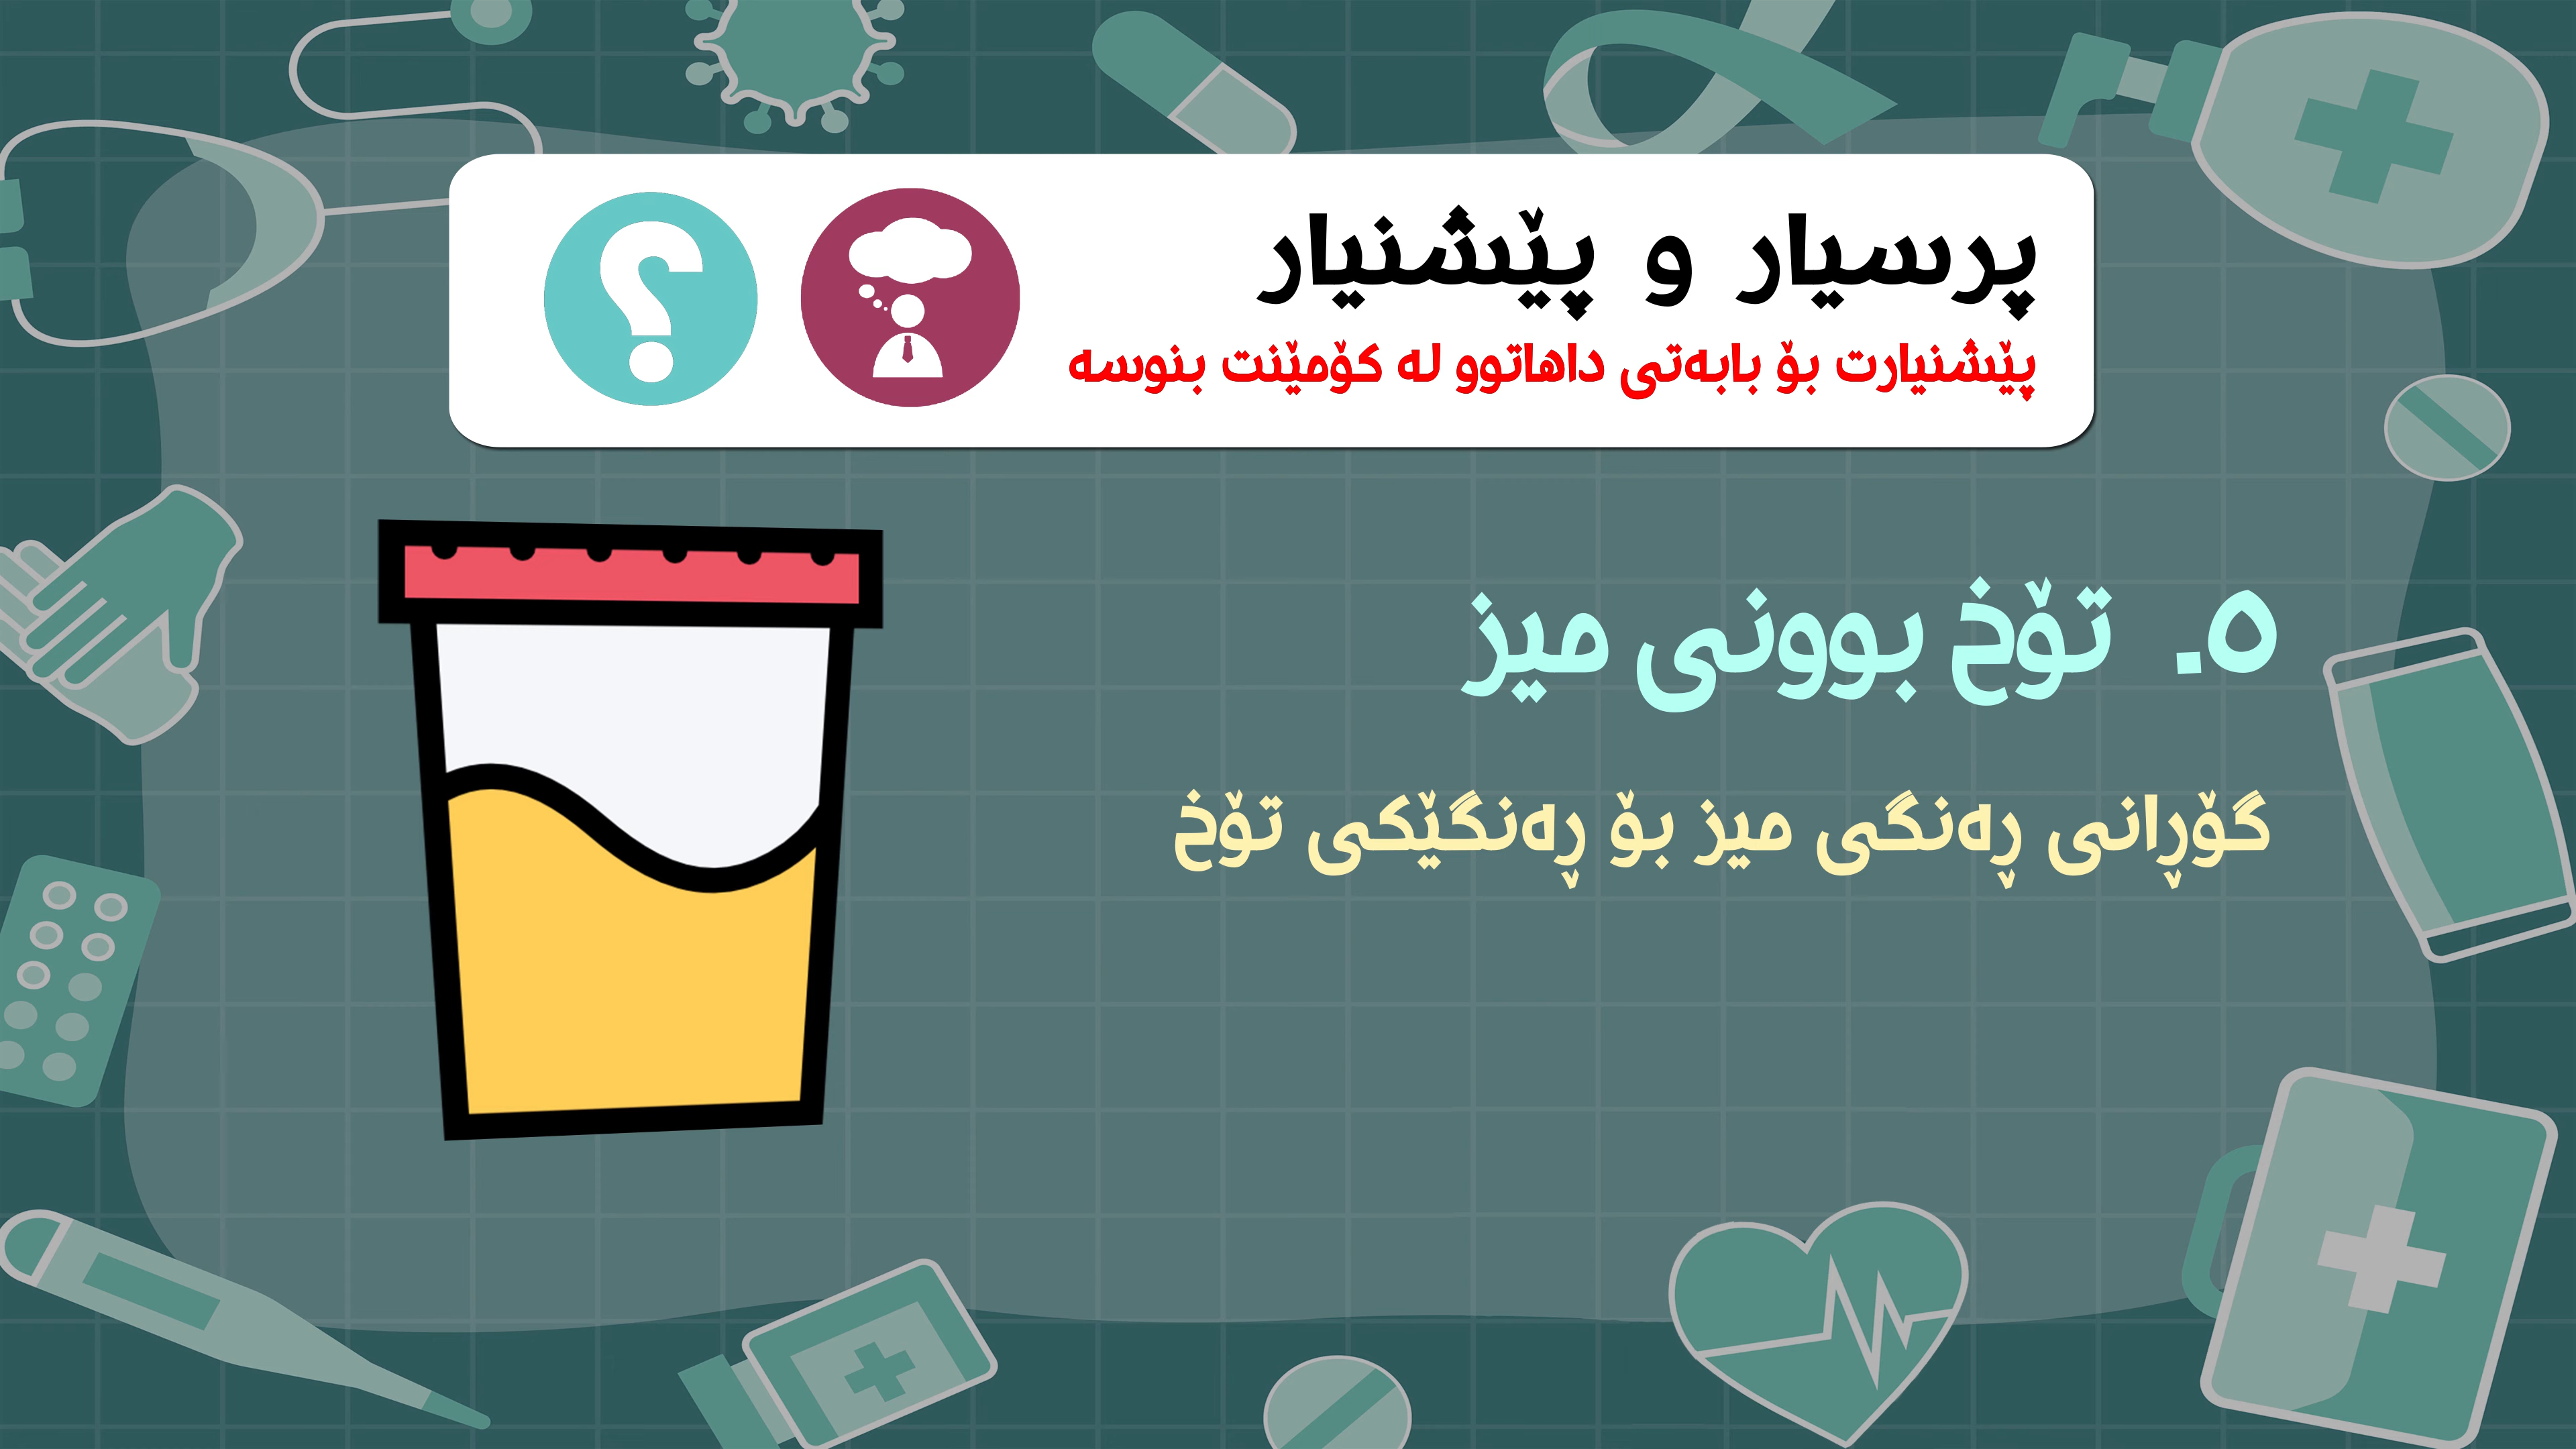 پرسیار و پێشنیار
پێشنیارت بۆ بابەتی داهاتوو لە کۆمێنت بنوسە
٥. تۆخ بوونی میز
گۆڕانی ڕەنگی میز بۆ ڕەنگێکی تۆخ